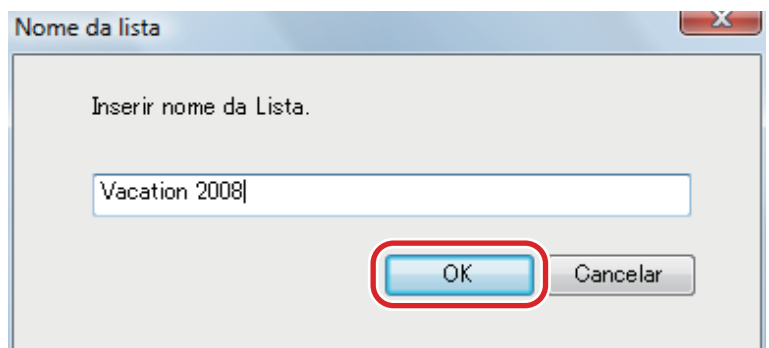 Nome da lista
Inserir nome da Lista.
Vacation 2008
OK Cancelar